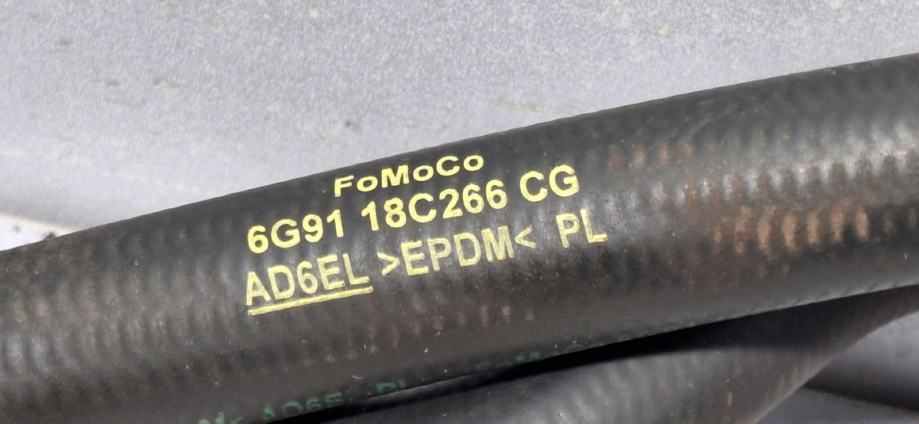 FoMoCo
6G91 18C266 CG
AD6EL >EPDM< PL